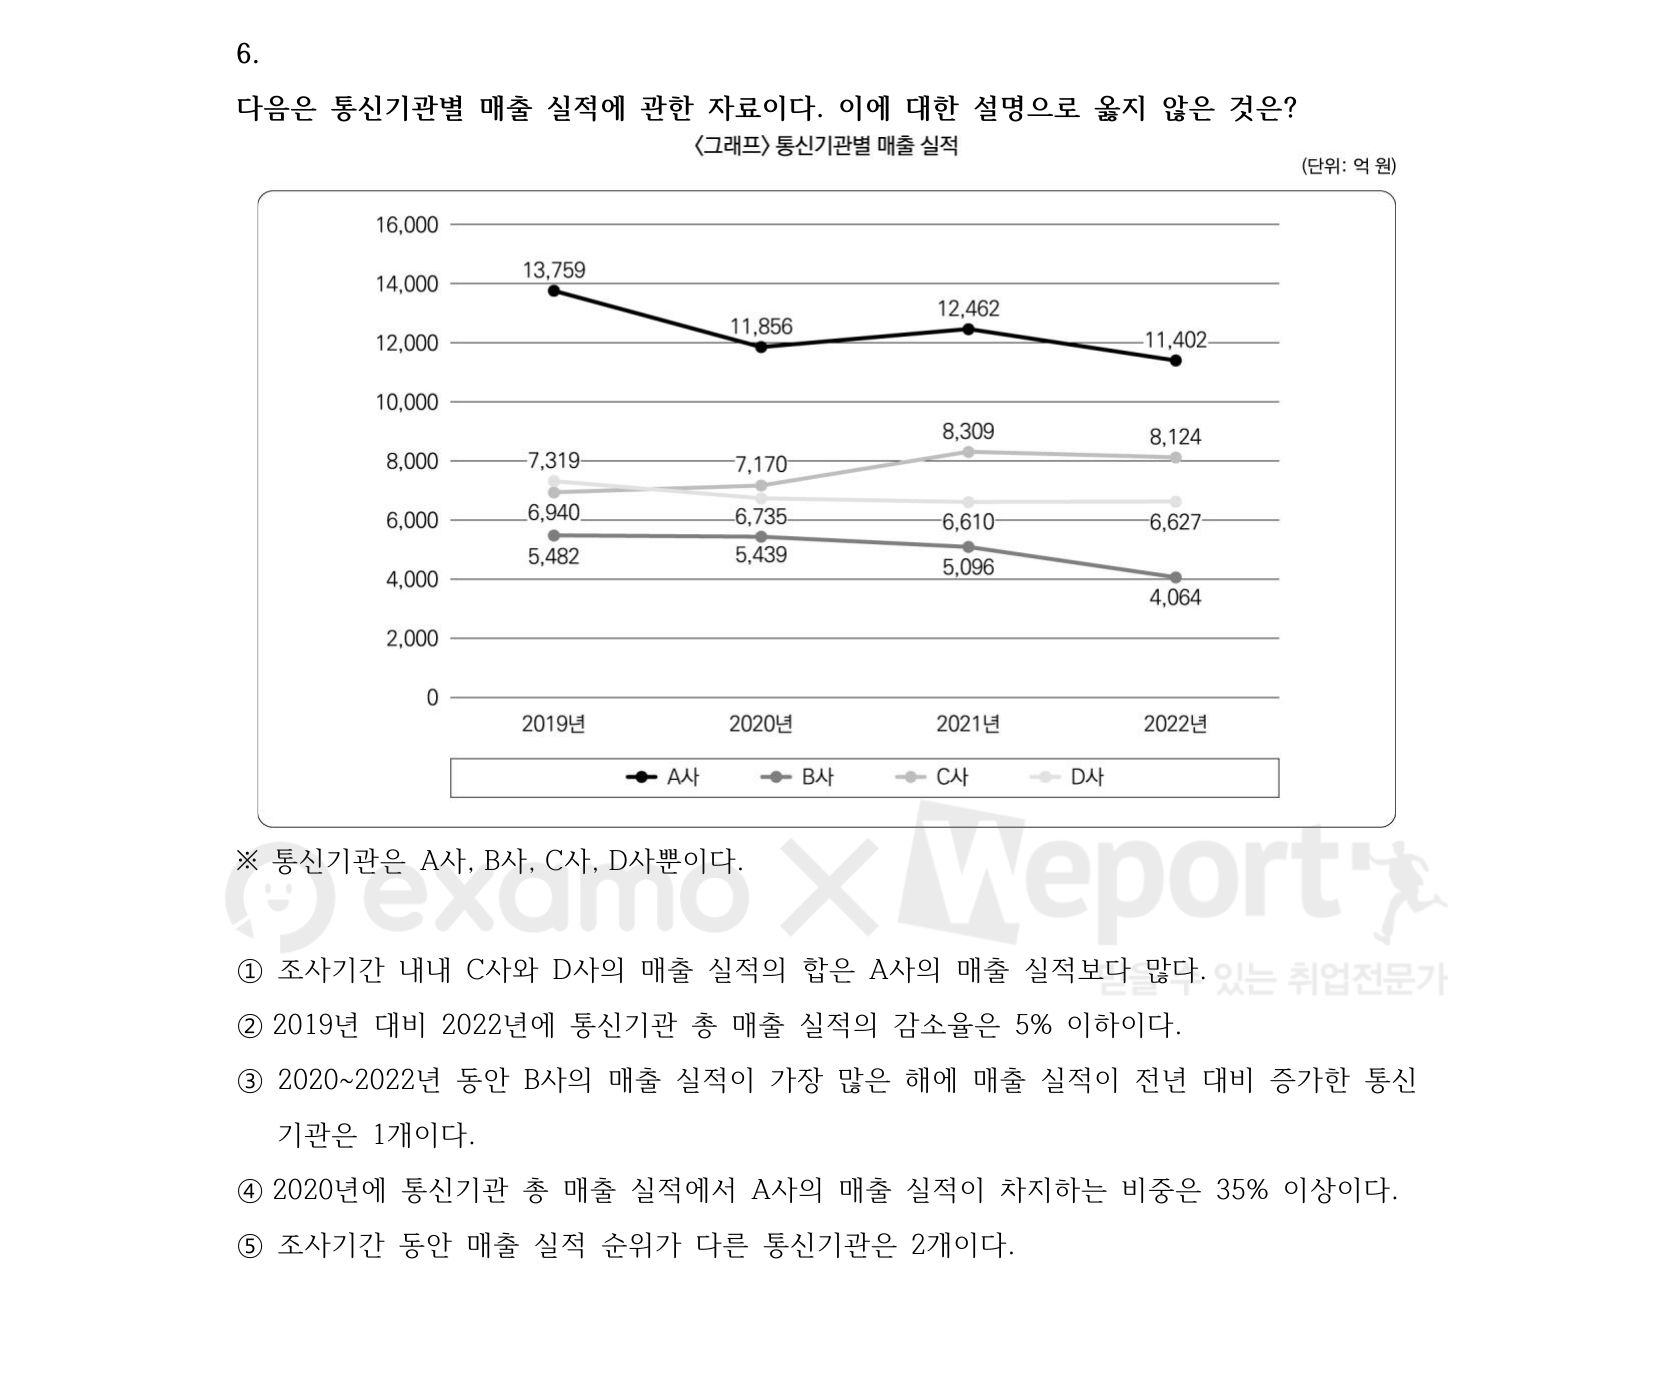 6.
다음은 통신기관별 매출 실적에 관한 자료이다. 이에 대한 설명으로 옳지 않은 것은?
<그래프> 통신기관별 매출 실적
(단위: 억 원)
16,000
13,759
14,000
12,462
11,856
12,000
11,402
10,000
8,309
8,124
8,000
7,319
7,170
6,940
6,735
6,000
6,610
6,627
5,482
5,439
5,096
4,000
4,064
2,000
0
2019년 2020년 2021년 2022년
A사 B사 C사 D사
※ 통신기관은 A사, B사, C사, D사뿐이다.
examo × Weport
믿을 수 있는 취업전문가
① 조사기간 내내 C사와 D사의 매출 실적의 합은 A사의 매출 실적보다 많다.
② 2019년 대비 2022년에 통신기관 총 매출 실적의 감소율은 5% 이하이다.
③ 2020~2022년 동안 B사의 매출 실적이 가장 많은 해에 매출 실적이 전년 대비 증가한 통신
기관은 1개이다.
④ 2020년에 통신기관 총 매출 실적에서 A사의 매출 실적이 차지하는 비중은 35% 이상이다.
⑤ 조사기간 동안 매출 실적 순위가 다른 통신기관은 2개이다.